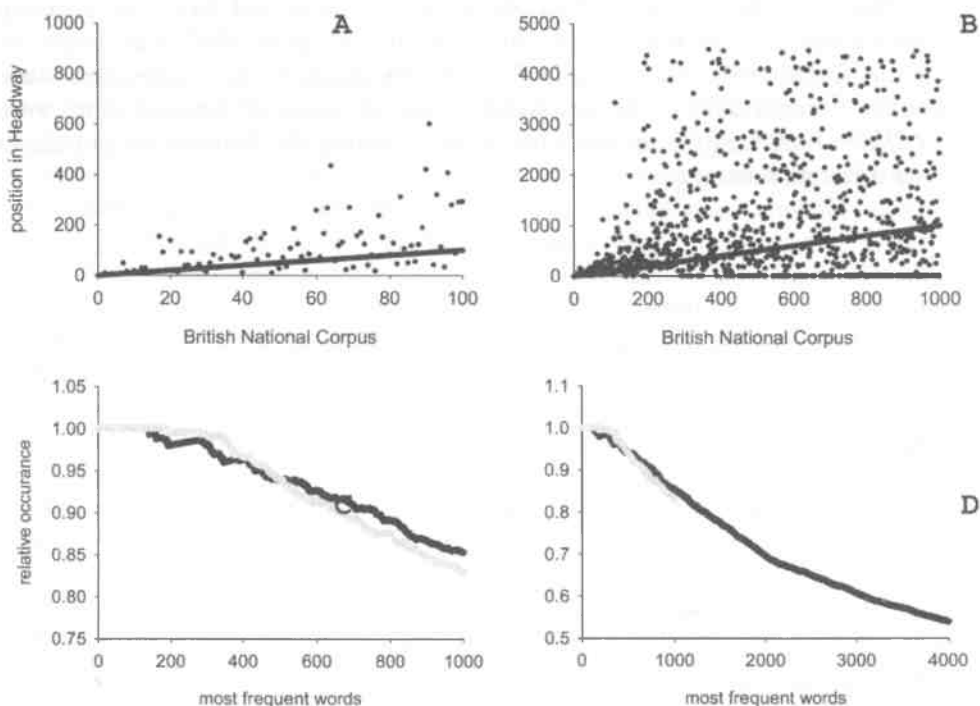 A
1000
800
600
400
200
0
0 20 40 60 80 100
position in Headway
British National Corpus
B
5000
4000
3000
2000
1000
0
0 200 400 600 800 1000
British National Corpus
1.05
1.00
0.95
0.90
0.85
0.80
0.75
0 200 400 600 800 1000
relative occurance
most frequent words
C
1.1
1.0
0.9
0.8
0.7
0.6
0.5
0 1000 2000 3000 4000
most frequent words
D